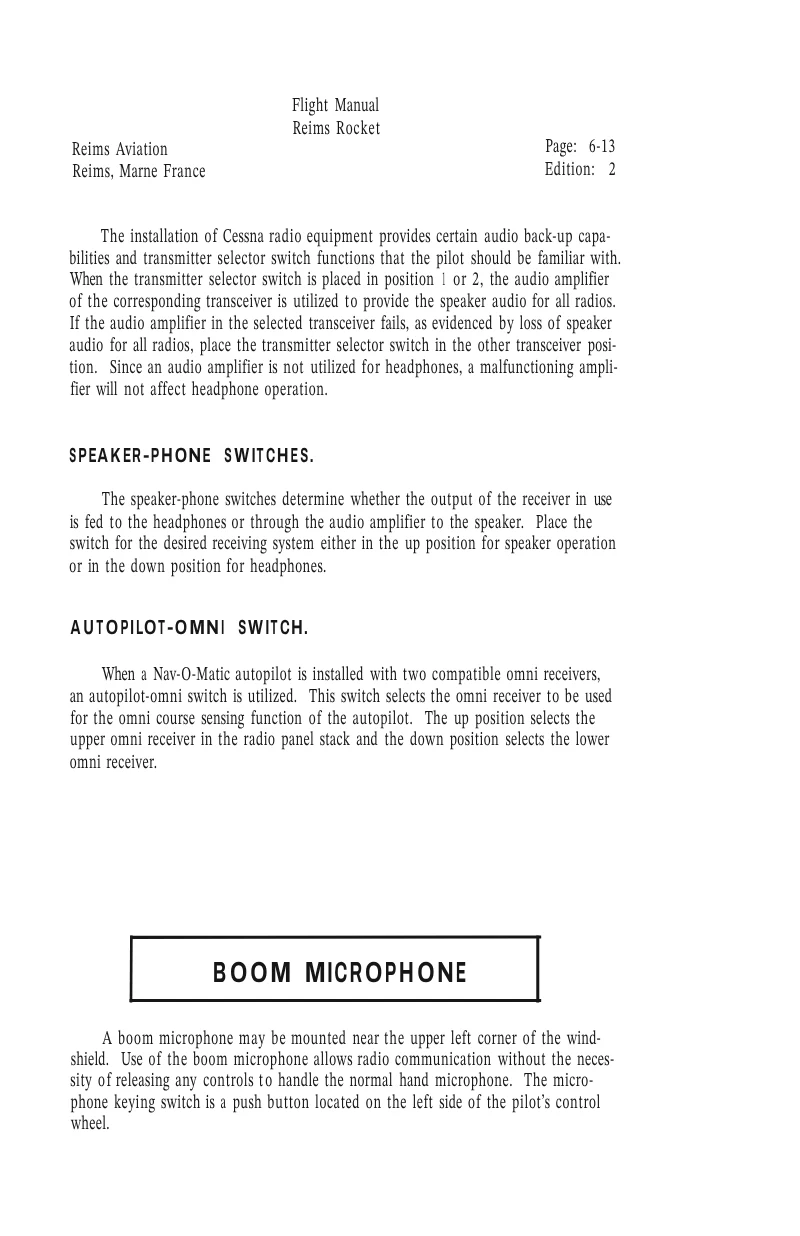 Flight Manual
Reims Rocket
Reims Aviation
Page: 6-13
Reims, Marne France
Edition: 2
The installation of Cessna radio equipment provides certain audio back-up capa-
bilities and transmitter selector switch functions that the pilot should be familiar with.
When the transmitter selector switch is placed in position 1 or 2, the audio amplifier
of the corresponding transceiver is utilized to provide the speaker audio for all radios.
If the audio amplifier in the selected transceiver fails, as evidenced by loss of speaker
audio for all radios, place the transmitter selector switch in the other transceiver posi-
tion. Since an audio amplifier is not utilized for headphones, a malfunctioning ampli-
fier will not affect headphone operation.
SPEAKER-PHONE SWITCHES.
The speaker-phone switches determine whether the output of the receiver in use
is fed to the headphones or through the audio amplifier to the speaker. Place the
switch for the desired receiving system either in the up position for speaker operation
or in the down position for headphones.
AUTOPILOT-OMNI SWITCH.
When a Nav-O-Matic autopilot is installed with two compatible omni receivers,
an autopilot-omni switch is utilized. This switch selects the omni receiver to be used
for the omni course sensing function of the autopilot. The up position selects the
upper omni receiver in the radio panel stack and the down position selects the lower
omni receiver.
BOOM MICROPHONE
A boom microphone may be mounted near the upper left corner of the wind-
shield. Use of the boom microphone allows radio communication without the neces-
sity of releasing any controls to handle the normal hand microphone. The micro-
phone keying switch is a push button located on the left side of the pilot's control
wheel.